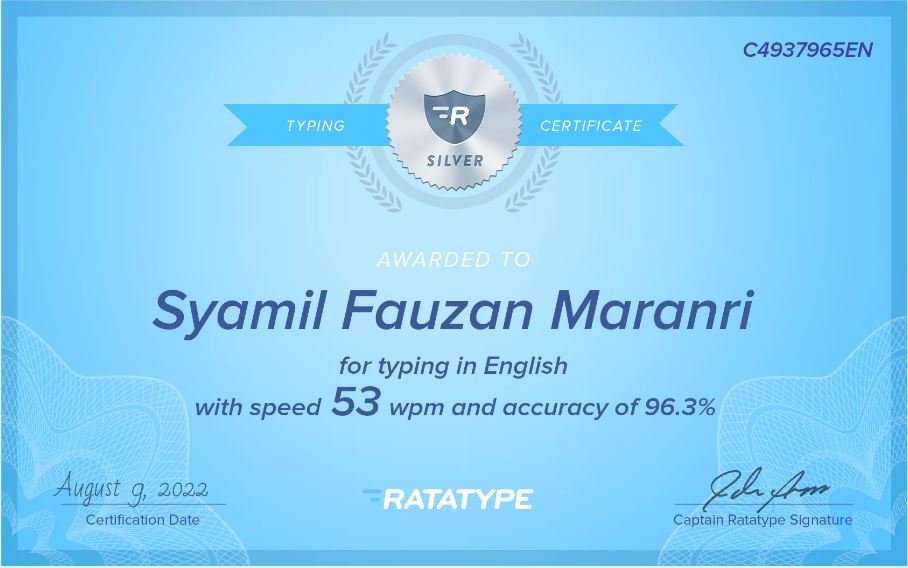 C4937965EN
TYPING
R
CERTIFICATE
SILVER
AWARDED TO
Syamil Fauzan Maranri
for typing in English
with speed 53 wpm and accuracy of 96.3%
August 9, 2022
RATATYPE
Certification Date
Captain Ratatype Signature